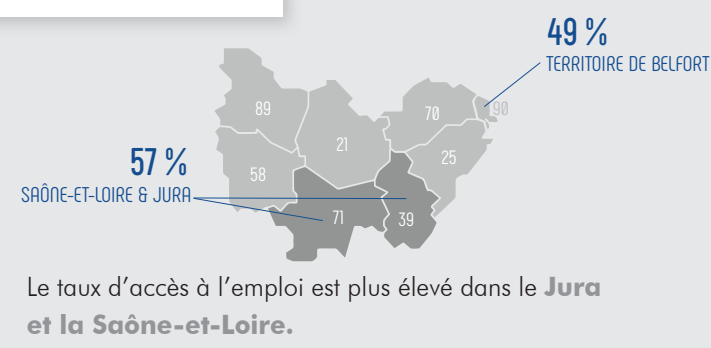 49 %
TERRITOIRE DE BELFORT
89
70
90
21
25
57 %
58
SAÔNE-ET-LOIRE & JURA
71
39
Le taux d’accès à l’emploi est plus élevé dans le Jura
et la Saône-et-Loire.